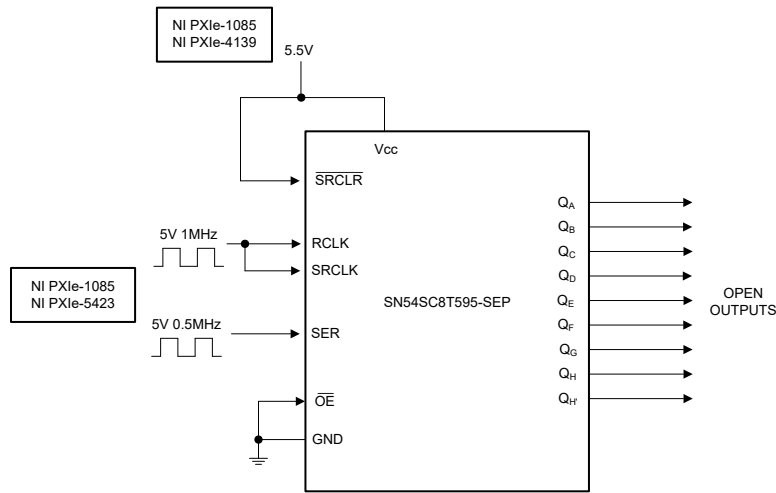 NI PXIe-1085
NI PXIe-4139
5.5V
Vcc
SRCLR
QA
QB
5V 1MHz
RCLK
QC
SRCLK
QD
NI PXIe-1085
NI PXIe-5423
SN54SC8T595-SEP
QE
OPEN
OUTPUTS
5V 0.5MHz
SER
QF
QG
QH
OE
QH'
GND